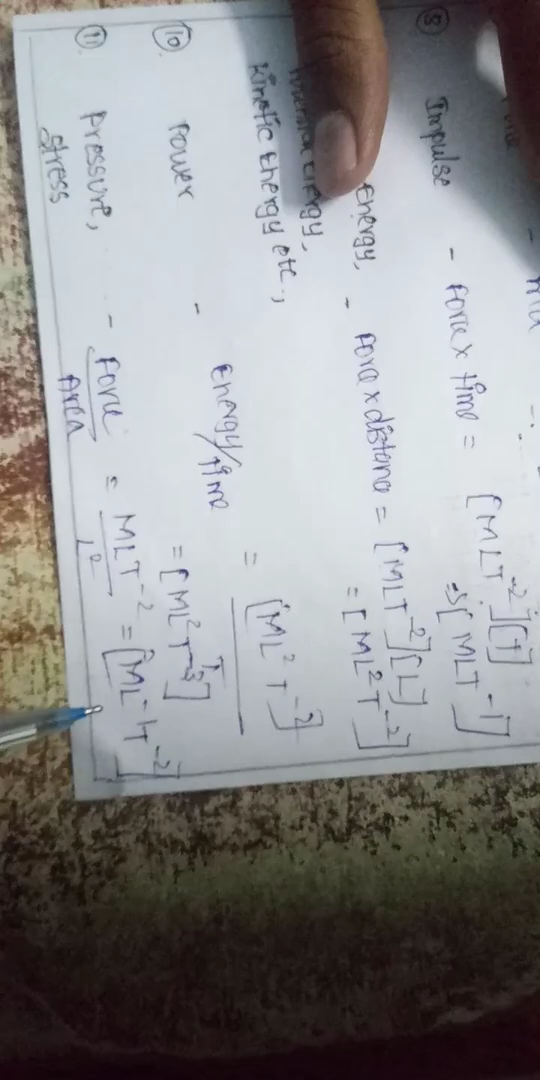 ⑧ Impulse - Force x time = [MLT⁻²][T]
=> [MLT⁻¹]
energy, - Force x distance = [MLT⁻²][L]
energy, = [ML²T⁻²]
kinetic energy etc.,
⑩ Power - energy/time = [ML²T⁻²]/T
= [ML²T⁻³]
⑪ Pressure, - Force/Area = MLT⁻²/L² = [ML⁻¹T⁻²]
stress